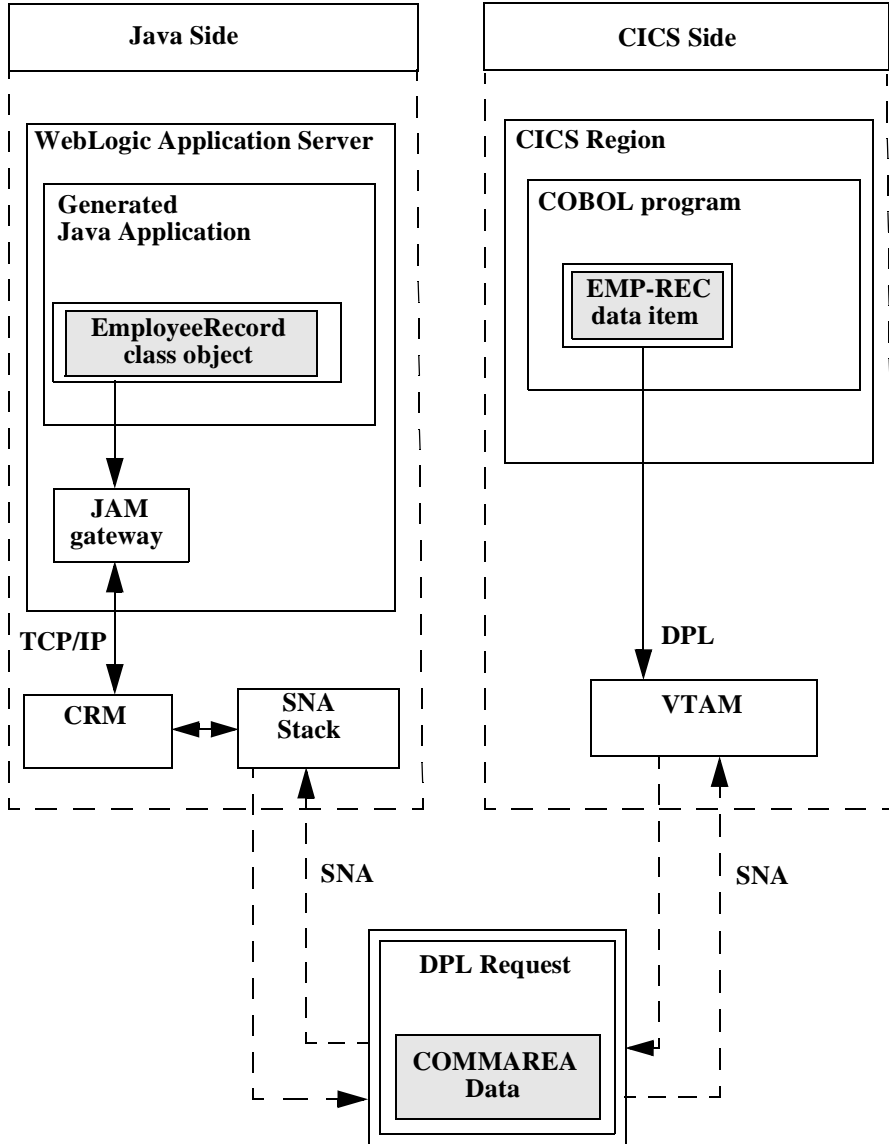 Java Side
CICS Side
WebLogic Application Server
Generated
Java Application
EmployeeRecord
class object
JAM
gateway
TCP/IP
CRM
SNA
Stack
SNA
CICS Region
COBOL program
EMP-REC
data item
DPL
VTAM
SNA
DPL Request
COMMAREA
Data